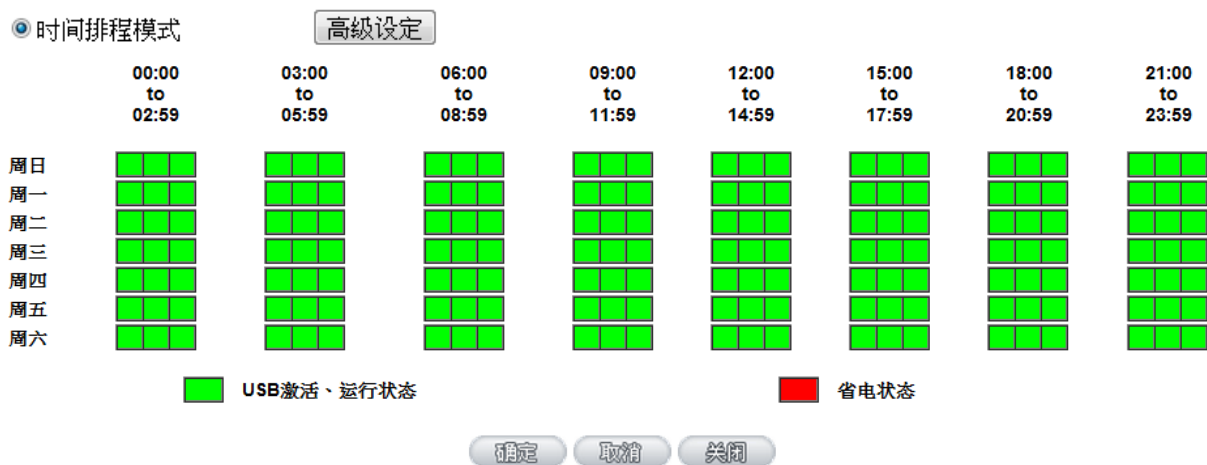 时间排程模式 高级设定
00:00 to 02:59 03:00 to 05:59 06:00 to 08:59 09:00 to 11:59 12:00 to 14:59 15:00 to 17:59 18:00 to 20:59 21:00 to 23:59
周日
周一
周二
周三
周四
周五
周六
USB激活、运行状态 省电状态
确定 取消 关闭